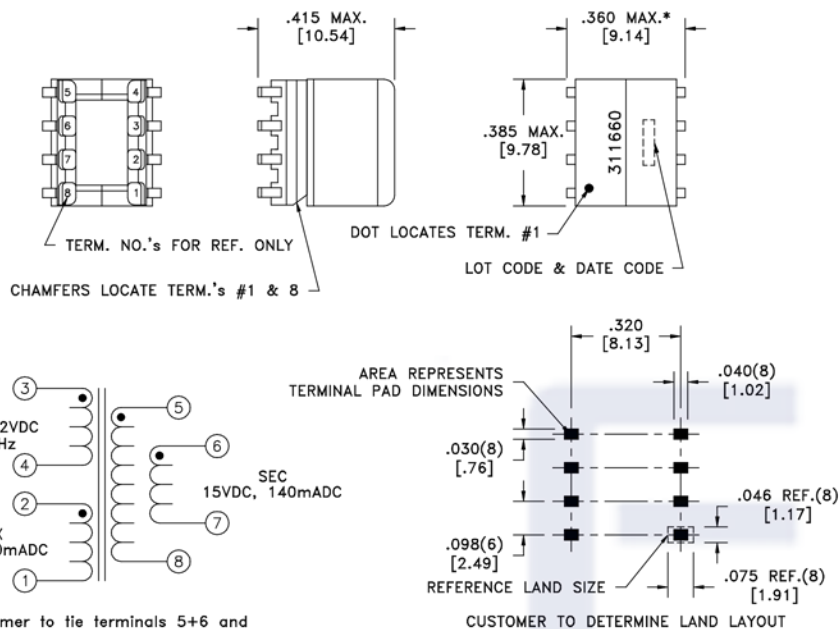 .415 MAX.
[10.54]
.360 MAX.*
[9.14]
5
4
6
3
7
2
8
1
.385 MAX.
[9.78]
311660
TERM. NO.'s FOR REF. ONLY
DOT LOCATES TERM. #1
LOT CODE & DATE CODE
CHAMFERS LOCATE TERM.'s #1 & 8
.320
[8.13]
AREA REPRESENTS
TERMINAL PAD DIMENSIONS
.040(8)
[1.02]
.030(8)
[.76]
.046 REF.(8)
[1.17]
.098(6)
[2.49]
.075 REF.(8)
[1.91]
REFERENCE LAND SIZE
CUSTOMER TO DETERMINE LAND LAYOUT
3
2VDC
Hz
4
2
mADC
1
5
6
SEC
15VDC, 140mADC
7
8
mer to tie terminals 5+6 and